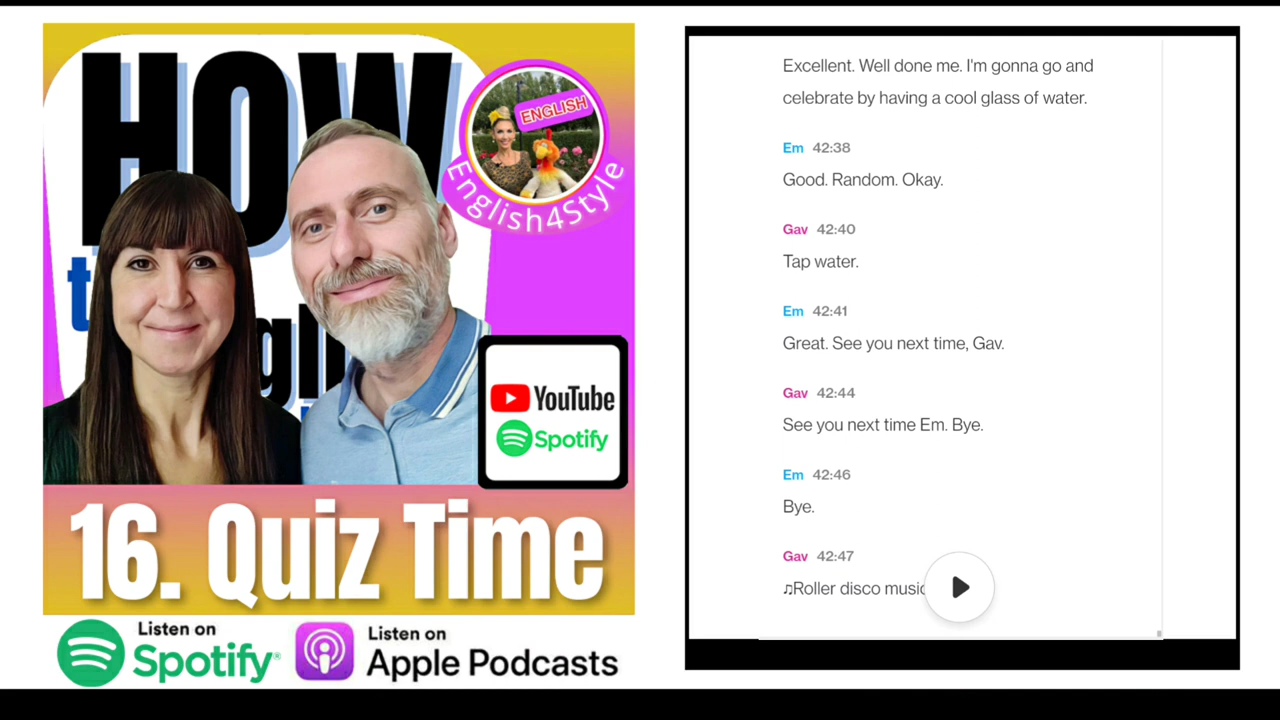 HOW
t
gli
ENGLISH
English4Style
YouTube
Spotify
16. Quiz Time
Listen on
Spotify
Listen on
Apple Podcasts
Excellent. Well done me. I'm gonna go and
celebrate by having a cool glass of water.
Em 42:38
Good. Random. Okay.
Gav 42:40
Tap water.
Em 42:41
Great. See you next time, Gav.
Gav 42:44
See you next time Em. Bye.
Em 42:46
Bye.
Gav 42:47
♫Roller disco music